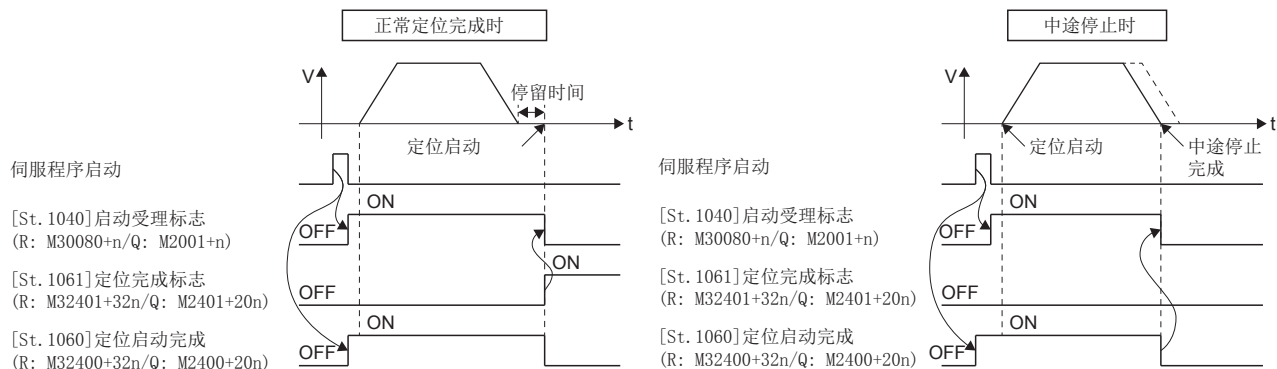 正常定位完成时
V
停留时间
t
定位启动
伺服程序启动
ON
[St.1040]启动受理标志
(R: M30080+n/Q: M2001+n)
OFF
ON
[St.1061]定位完成标志
(R: M32401+32n/Q: M2401+20n)
OFF
ON
[St.1060]定位启动完成
(R: M32400+32n/Q: M2400+20n)
OFF
中途停止时
V
t
定位启动
中途停止
完成
伺服程序启动
ON
[St.1040]启动受理标志
(R: M30080+n/Q: M2001+n)
OFF
[St.1061]定位完成标志
(R: M32401+32n/Q: M2401+20n)
OFF
ON
[St.1060]定位启动完成
(R: M32400+32n/Q: M2400+20n)
OFF